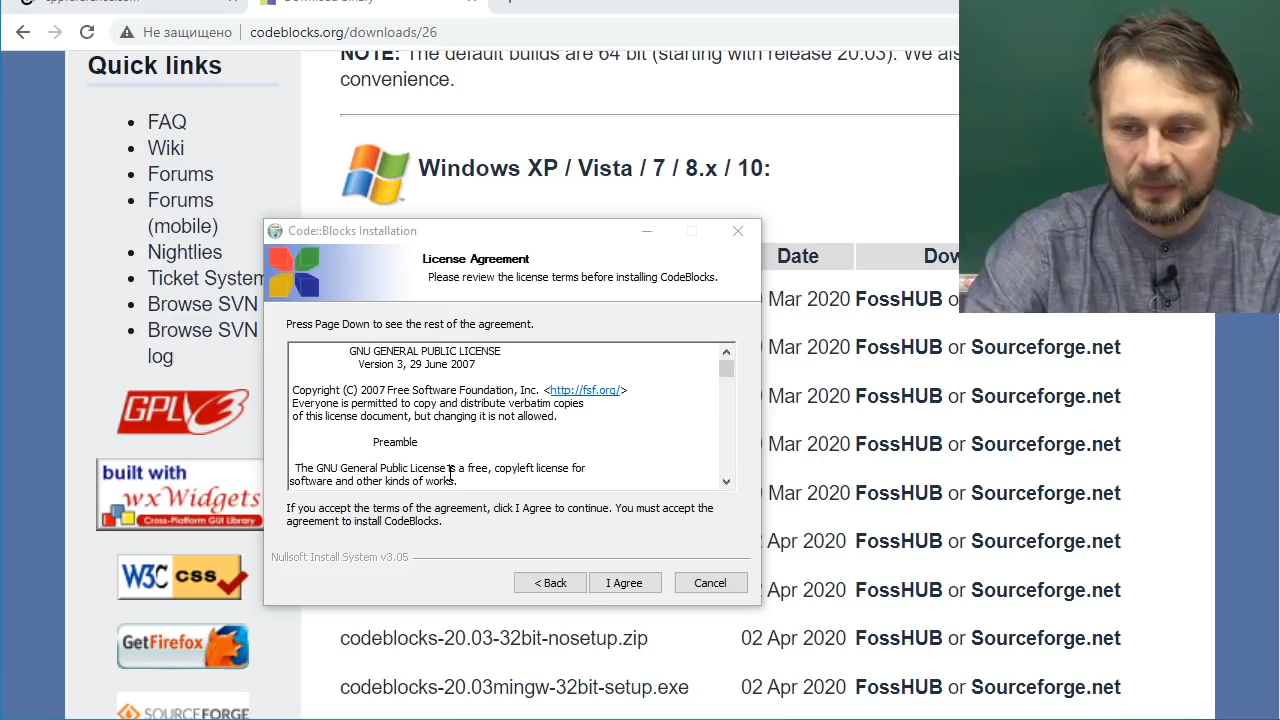 Не защищено
codeblocks.org/downloads/26
Quick links
FAQ
Wiki
Forums
Forums
(mobile)
Nightlies
Ticket System
Browse SVN
Browse SVN
log
GPLv3
built with
wxWidgets
Cross-Platform GUI Library
W3C css
GetFirefox
SOURCEFORGE
NOTE: The default builds are 64 bit (starting with release 20.03). We als
convenience.
Windows XP / Vista / 7 / 8.x / 10:
Date Dow
Mar 2020 FossHUB
Mar 2020 FossHUB or Sourceforge.net
Mar 2020 FossHUB or Sourceforge.net
Mar 2020 FossHUB or Sourceforge.net
Apr 2020 FossHUB or Sourceforge.net
Apr 2020 FossHUB or Sourceforge.net
codeblocks-20.03-32bit-nosetup.zip 02 Apr 2020 FossHUB or Sourceforge.net
codeblocks-20.03mingw-32bit-setup.exe 02 Apr 2020 FossHUB or Sourceforge.net
Code::Blocks Installation
License Agreement
Please review the license terms before installing CodeBlocks.
Press Page Down to see the rest of the agreement.
GNU GENERAL PUBLIC LICENSE
Version 3, 29 June 2007
Copyright (C) 2007 Free Software Foundation, Inc. <http://fsf.org/>
Everyone is permitted to copy and distribute verbatim copies
of this license document, but changing it is not allowed.
Preamble
The GNU General Public License is a free, copyleft license for
software and other kinds of works.
If you accept the terms of the agreement, click I Agree to continue. You must accept the
agreement to install CodeBlocks.
Nullsoft Install System v3.05
< Back I Agree Cancel